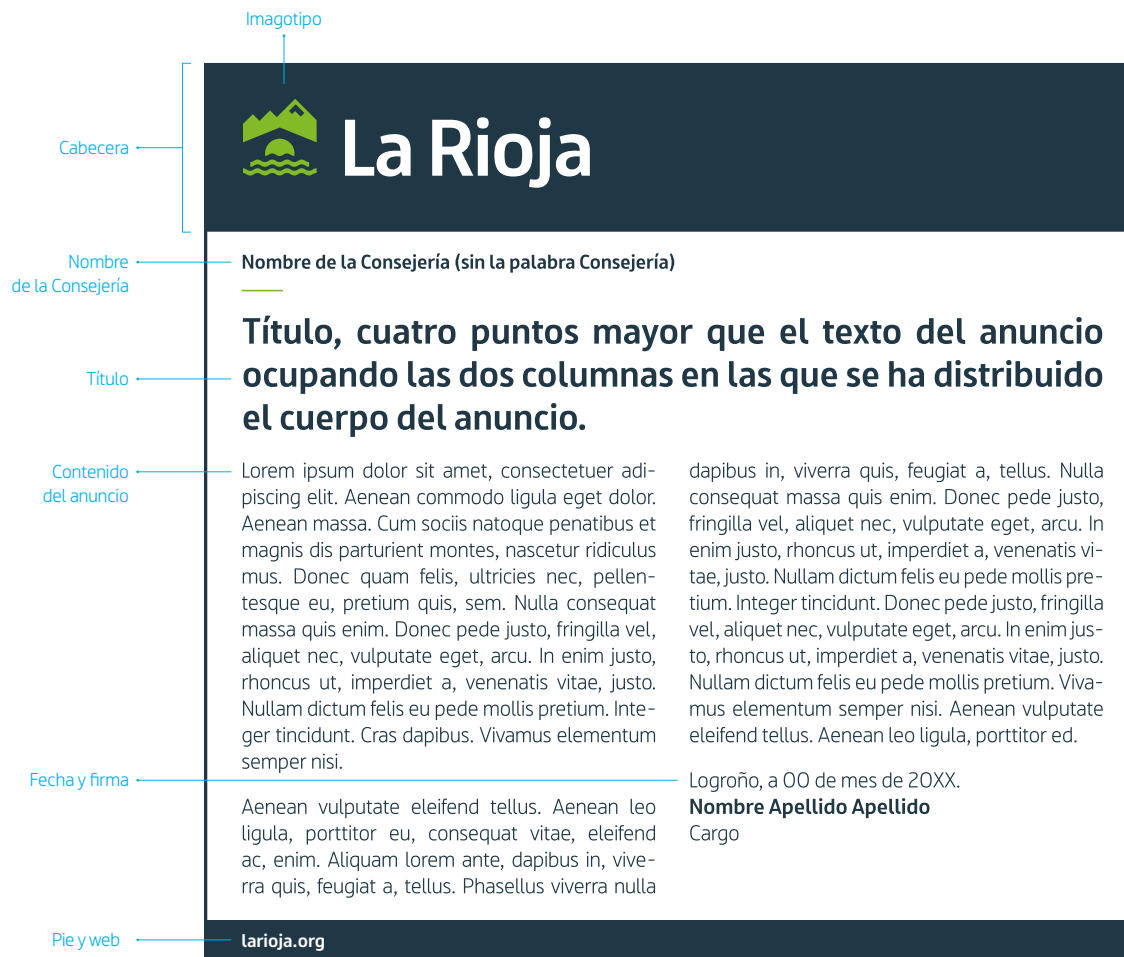 Imagotipo
Cabecera
La Rioja
Nombre
de la Consejería
Nombre de la Consejería (sin la palabra Consejería)
Título
Título, cuatro puntos mayor que el texto del anuncio
ocupando las dos columnas en las que se ha distribuido
el cuerpo del anuncio.
Contenido
del anuncio
Lorem ipsum dolor sit amet, consectetuer adi-
piscing elit. Aenean commodo ligula eget dolor.
Aenean massa. Cum sociis natoque penatibus et
magnis dis parturient montes, nascetur ridiculus
mus. Donec quam felis, ultricies nec, pellen-
tesque eu, pretium quis, sem. Nulla consequat
massa quis enim. Donec pede justo, fringilla vel,
aliquet nec, vulputate eget, arcu. In enim justo,
rhoncus ut, imperdiet a, venenatis vitae, justo.
Nullam dictum felis eu pede mollis pretium. Inte-
ger tincidunt. Cras dapibus. Vivamus elementum
semper nisi.
Aenean vulputate eleifend tellus. Aenean leo
ligula, porttitor eu, consequat vitae, eleifend
ac, enim. Aliquam lorem ante, dapibus in, vive-
rra quis, feugiat a, tellus. Phasellus viverra nulla
dapibus in, viverra quis, feugiat a, tellus. Nulla
consequat massa quis enim. Donec pede justo,
fringilla vel, aliquet nec, vulputate eget, arcu. In
enim justo, rhoncus ut, imperdiet a, venenatis vi-
tae, justo. Nullam dictum felis eu pede mollis pre-
tium. Integer tincidunt. Donec pede justo, fringilla
vel, aliquet nec, vulputate eget, arcu. In enim jus-
to, rhoncus ut, imperdiet a, venenatis vitae, justo.
Nullam dictum felis eu pede mollis pretium. Viva-
mus elementum semper nisi. Aenean vulputate
eleifend tellus. Aenean leo ligula, porttitor ed.
Fecha y firma
Logroño, a 00 de mes de 20XX.
Nombre Apellido Apellido
Cargo
Pie y web
larioja.org